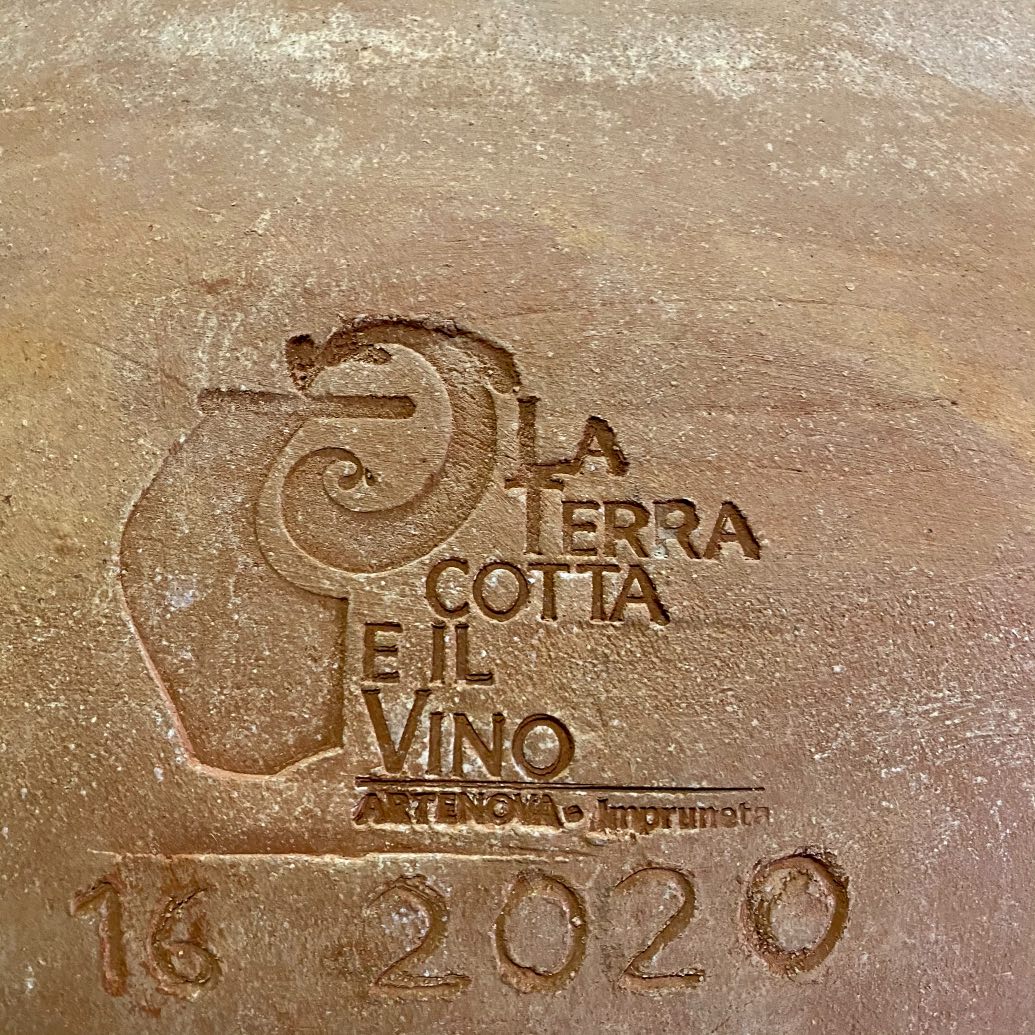 LA
TERRA
COTTA
E IL
VINO
ARTENOVA • Impruneta
16 2020